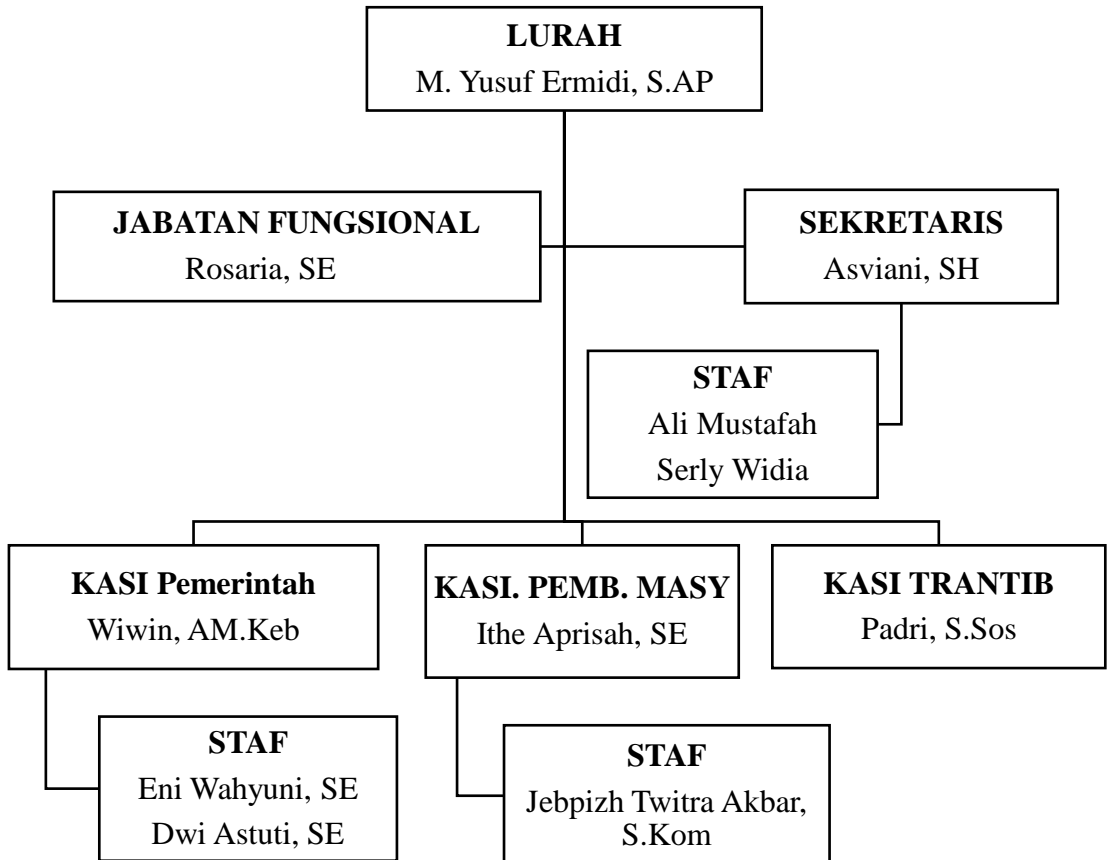 LURAH
M. Yusuf Ermidi, S.AP
JABATAN FUNGSIONAL
Rosaria, SE
SEKRETARIS
Asviani, SH
STAF
Ali Mustafah
Serly Widia
KASI Pemerintah
Wiwin, AM.Keb
KASI. PEMB. MASY
Ithe Aprisah, SE
KASI TRANTIB
Padri, S.Sos
STAF
Eni Wahyuni, SE
Dwi Astuti, SE
STAF
Jebpizh Twitra Akbar,
S.Kom